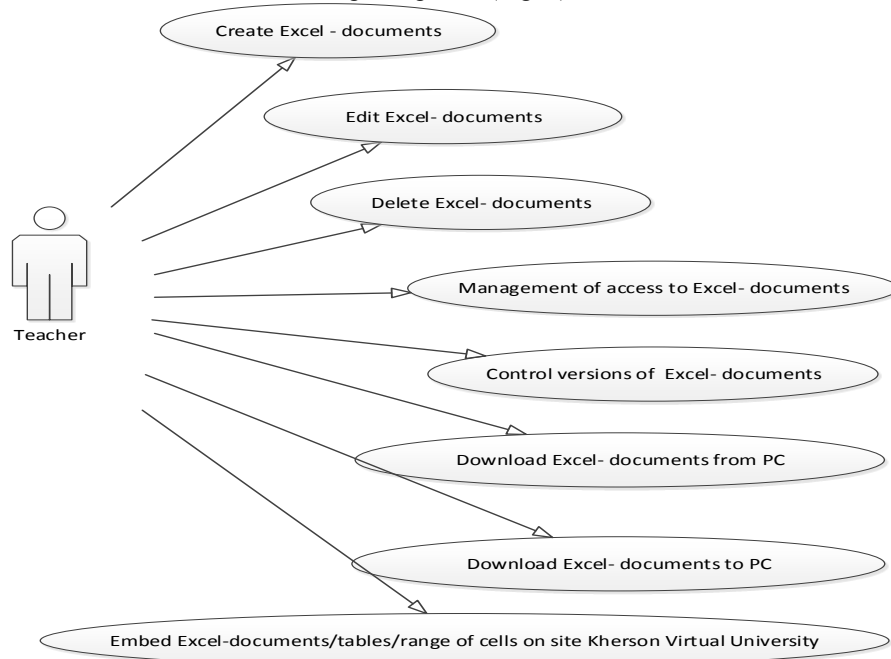 Create Excel - documents
Edit Excel- documents
Delete Excel- documents
Management of access to Excel- documents
Teacher
Control versions of Excel- documents
Download Excel- documents from PC
Download Excel- documents to PC
Embed Excel-documents/tables/range of cells on site Kherson Virtual University